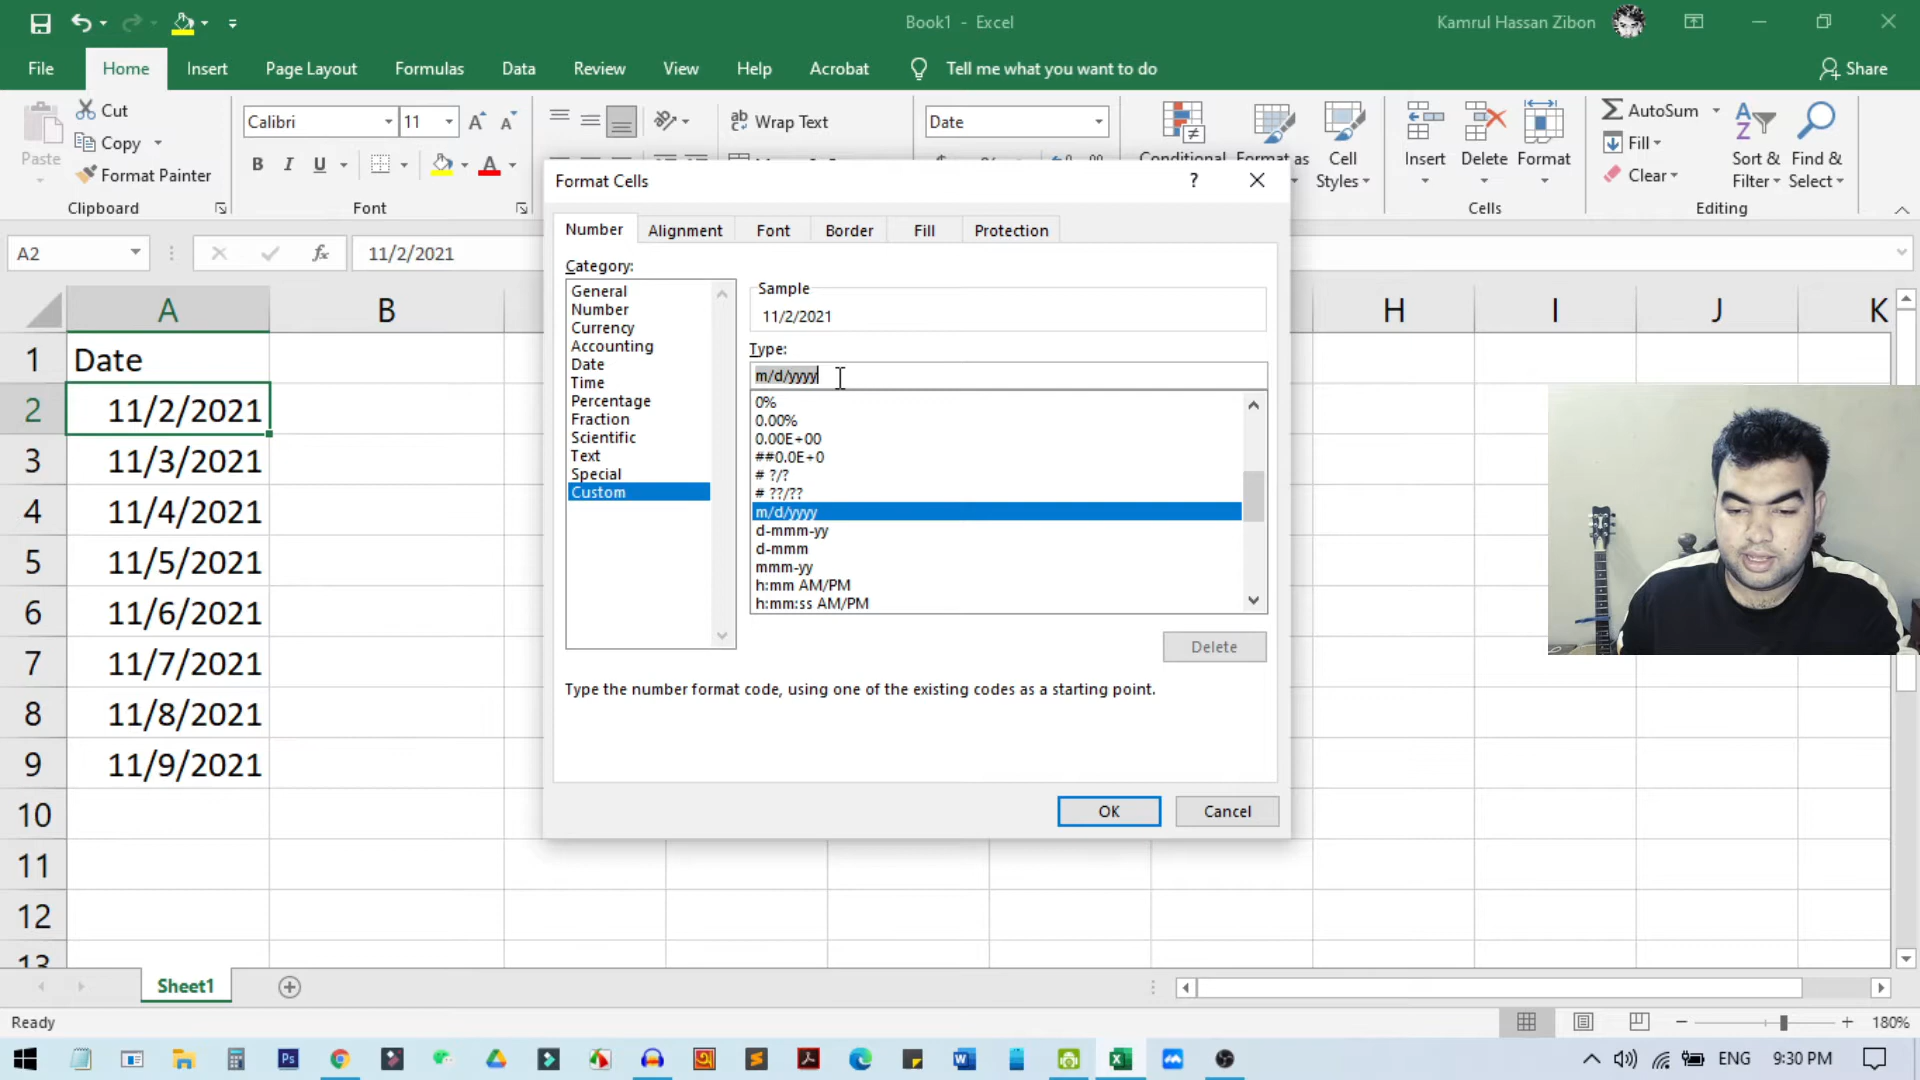 Book1 - Excel
Kamrul Hassan Zibon
File Home Insert Page Layout Formulas Data Review View Help Acrobat Tell me what you want to do Share
Paste
Cut
Copy
Format Painter
Clipboard
Calibri 11
B I U
Font
Wrap Text
Date
Conditional Format as Cell
Styles
Insert Delete Format
Cells
AutoSum
Fill
Clear
Sort & Find &
Filter Select
Editing
A2 fx 11/2/2021
A B H I J K
1 Date
2 11/2/2021
3 11/3/2021
4 11/4/2021
5 11/5/2021
6 11/6/2021
7 11/7/2021
8 11/8/2021
9 11/9/2021
10
11
12
13
Format Cells ?
Number Alignment Font Border Fill Protection
Category:
General
Number
Currency
Accounting
Date
Time
Percentage
Fraction
Scientific
Text
Special
Custom
Sample
11/2/2021
Type:
m/d/yyyy
0%
0.00%
0.00E+00
##0.0E+0
# ?/?
# ??/??
m/d/yyyy
d-mmm-yy
d-mmm
mmm-yy
h:mm AM/PM
h:mm:ss AM/PM
Delete
Type the number format code, using one of the existing codes as a starting point.
OK Cancel
Sheet1
Ready
180%
ENG 9:30 PM